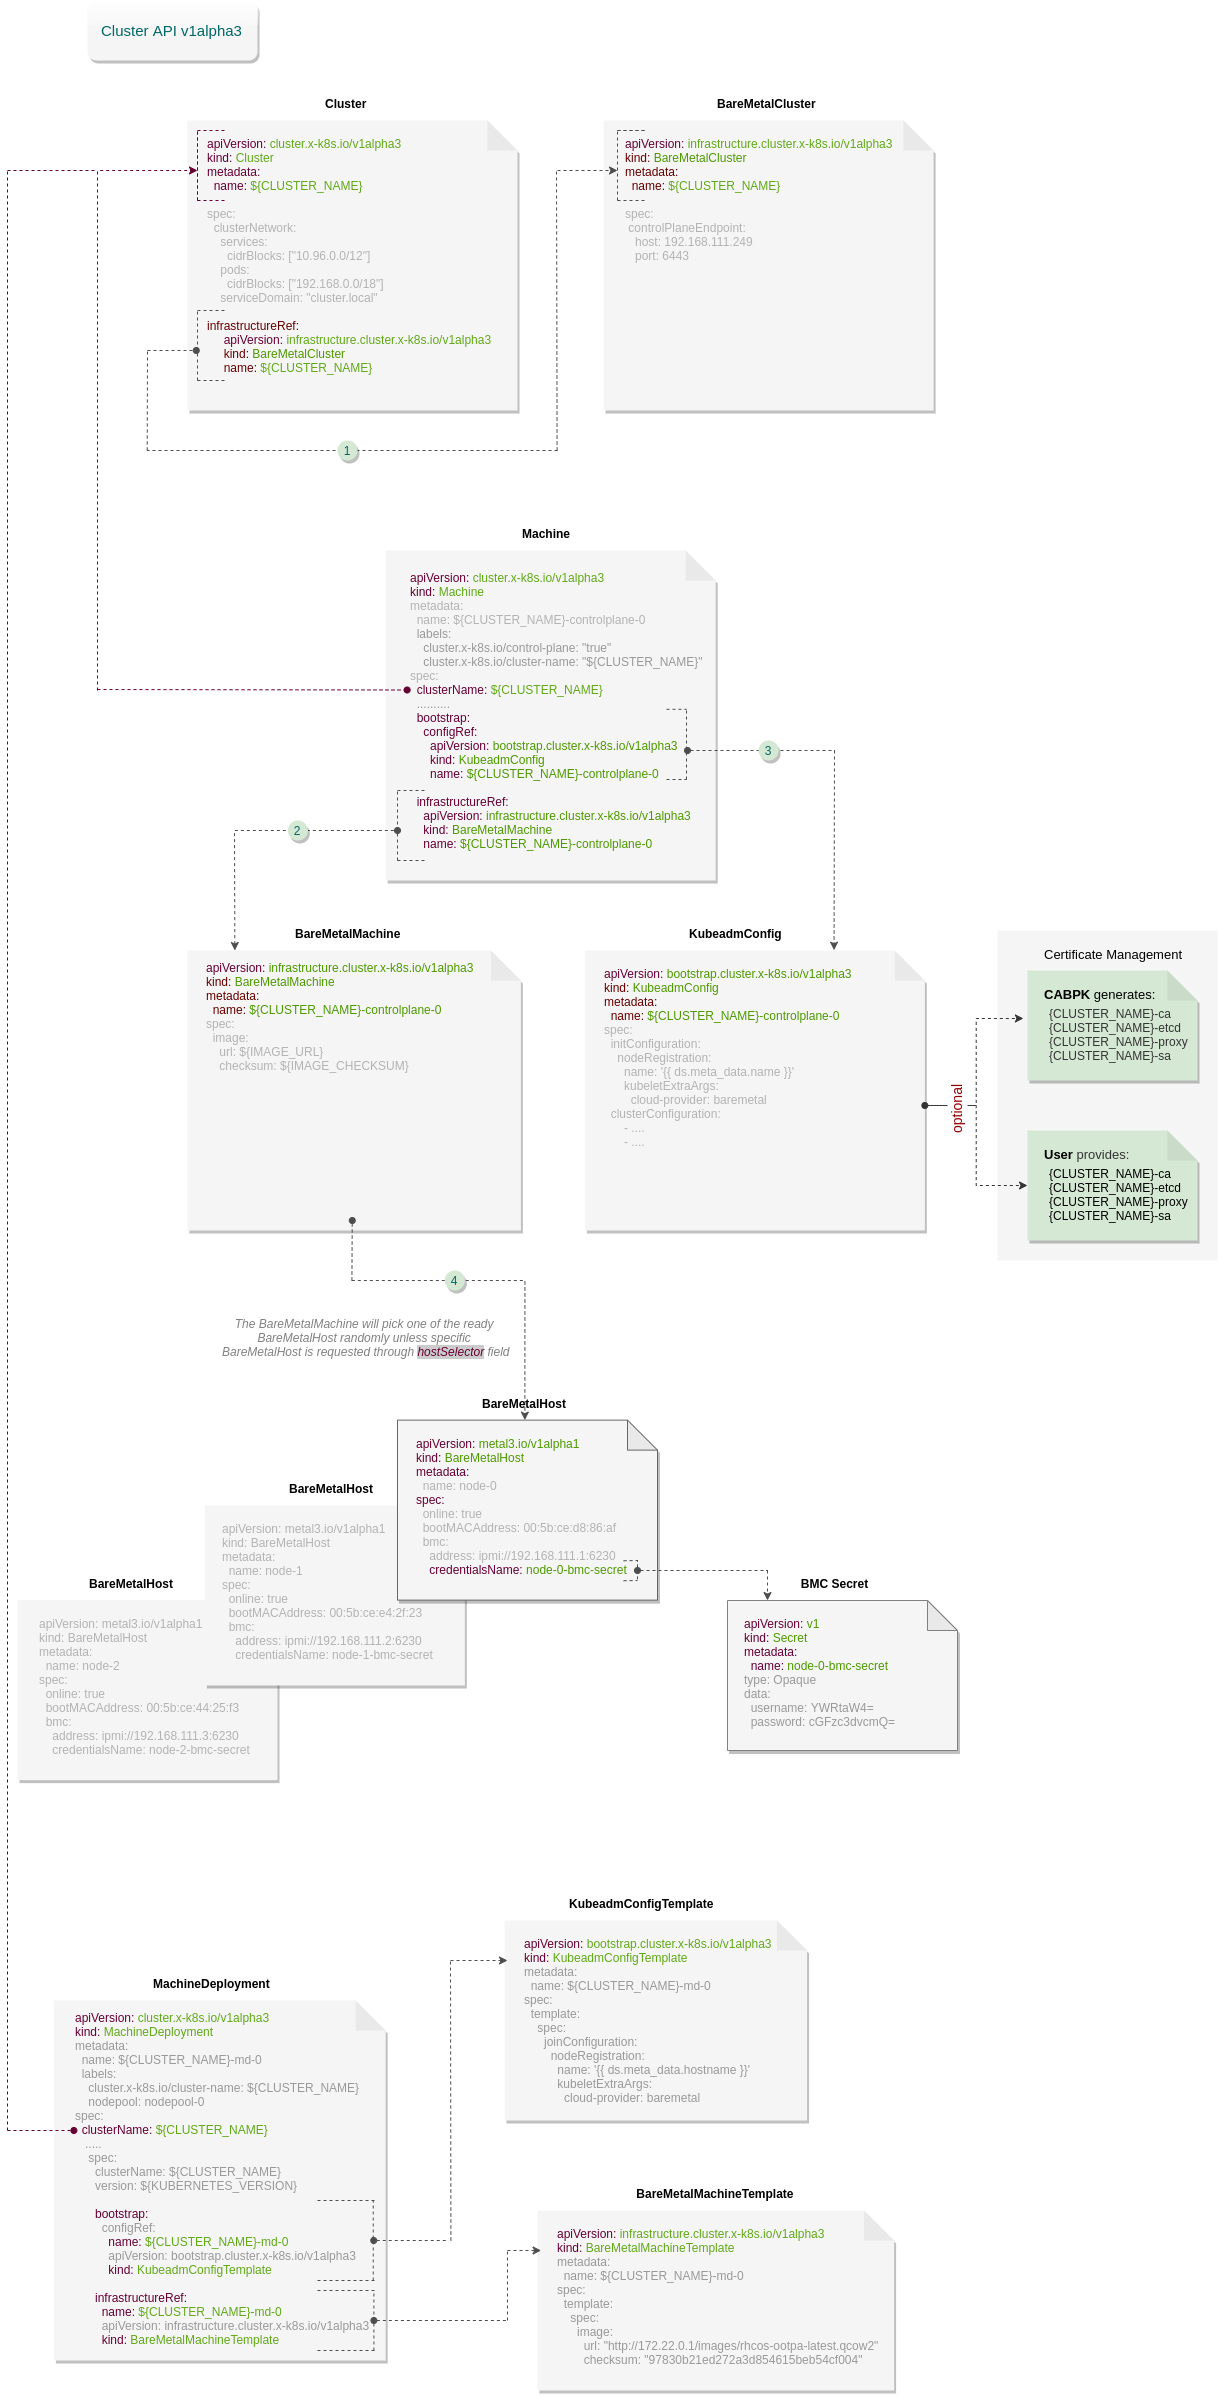 Cluster API v1alpha3
Cluster
apiVersion: cluster.x-k8s.io/v1alpha3
kind: Cluster
metadata:
name: ${CLUSTER_NAME}
spec:
clusterNetwork:
services:
cidrBlocks: ["10.96.0.0/12"]
pods:
cidrBlocks: ["192.168.0.0/18"]
serviceDomain: "cluster.local"
infrastructureRef:
apiVersion: infrastructure.cluster.x-k8s.io/v1alpha3
kind: BareMetalCluster
name: ${CLUSTER_NAME}
BareMetalCluster
apiVersion: infrastructure.cluster.x-k8s.io/v1alpha3
kind: BareMetalCluster
metadata:
name: ${CLUSTER_NAME}
spec:
controlPlaneEndpoint:
host: 192.168.111.249
port: 6443
1
Machine
apiVersion: cluster.x-k8s.io/v1alpha3
kind: Machine
metadata:
name: ${CLUSTER_NAME}-controlplane-0
labels:
cluster.x-k8s.io/control-plane: "true"
cluster.x-k8s.io/cluster-name: "${CLUSTER_NAME}"
spec:
clusterName: ${CLUSTER_NAME}
..........
bootstrap:
configRef:
apiVersion: bootstrap.cluster.x-k8s.io/v1alpha3
kind: KubeadmConfig
name: ${CLUSTER_NAME}-controlplane-0
infrastructureRef:
apiVersion: infrastructure.cluster.x-k8s.io/v1alpha3
kind: BareMetalMachine
name: ${CLUSTER_NAME}-controlplane-0
3
2
BareMetalMachine
apiVersion: infrastructure.cluster.x-k8s.io/v1alpha3
kind: BareMetalMachine
metadata:
name: ${CLUSTER_NAME}-controlplane-0
spec:
image:
url: ${IMAGE_URL}
checksum: ${IMAGE_CHECKSUM}
KubeadmConfig
apiVersion: bootstrap.cluster.x-k8s.io/v1alpha3
kind: KubeadmConfig
metadata:
name: ${CLUSTER_NAME}-controlplane-0
spec:
initConfiguration:
nodeRegistration:
name: '{{ ds.meta_data.name }}'
kubeletExtraArgs:
cloud-provider: baremetal
clusterConfiguration:
- ....
- ....
optional
Certificate Management
CABPK generates:
{CLUSTER_NAME}-ca
{CLUSTER_NAME}-etcd
{CLUSTER_NAME}-proxy
{CLUSTER_NAME}-sa
User provides:
{CLUSTER_NAME}-ca
{CLUSTER_NAME}-etcd
{CLUSTER_NAME}-proxy
{CLUSTER_NAME}-sa
4
The BareMetalMachine will pick one of the ready
BareMetalHost randomly unless specific
BareMetalHost is requested through hostSelector field
BareMetalHost
apiVersion: metal3.io/v1alpha1
kind: BareMetalHost
metadata:
name: node-0
spec:
online: true
bootMACAddress: 00:5b:ce:d8:86:af
bmc:
address: ipmi://192.168.111.1:6230
credentialsName: node-0-bmc-secret
BareMetalHost
apiVersion: metal3.io/v1alpha1
kind: BareMetalHost
metadata:
name: node-1
spec:
online: true
bootMACAddress: 00:5b:ce:e4:2f:23
bmc:
address: ipmi://192.168.111.2:6230
credentialsName: node-1-bmc-secret
BareMetalHost
apiVersion: metal3.io/v1alpha1
kind: BareMetalHost
metadata:
name: node-2
spec:
online: true
bootMACAddress: 00:5b:ce:44:25:f3
bmc:
address: ipmi://192.168.111.3:6230
credentialsName: node-2-bmc-secret
BMC Secret
apiVersion: v1
kind: Secret
metadata:
name: node-0-bmc-secret
type: Opaque
data:
username: YWRtaW4=
password: cGFzc3dvcmQ=
KubeadmConfigTemplate
apiVersion: bootstrap.cluster.x-k8s.io/v1alpha3
kind: KubeadmConfigTemplate
metadata:
name: ${CLUSTER_NAME}-md-0
spec:
template:
spec:
joinConfiguration:
nodeRegistration:
name: '{{ ds.meta_data.hostname }}'
kubeletExtraArgs:
cloud-provider: baremetal
MachineDeployment
apiVersion: cluster.x-k8s.io/v1alpha3
kind: MachineDeployment
metadata:
name: ${CLUSTER_NAME}-md-0
labels:
cluster.x-k8s.io/cluster-name: ${CLUSTER_NAME}
nodepool: nodepool-0
spec:
clusterName: ${CLUSTER_NAME}
.....
spec:
clusterName: ${CLUSTER_NAME}
version: ${KUBERNETES_VERSION}
bootstrap:
configRef:
name: ${CLUSTER_NAME}-md-0
apiVersion: bootstrap.cluster.x-k8s.io/v1alpha3
kind: KubeadmConfigTemplate
infrastructureRef:
name: ${CLUSTER_NAME}-md-0
apiVersion: infrastructure.cluster.x-k8s.io/v1alpha3
kind: BareMetalMachineTemplate
BareMetalMachineTemplate
apiVersion: infrastructure.cluster.x-k8s.io/v1alpha3
kind: BareMetalMachineTemplate
metadata:
name: ${CLUSTER_NAME}-md-0
spec:
template:
spec:
image:
url: "http://172.22.0.1/images/rhcos-ootpa-latest.qcow2"
checksum: "97830b21ed272a3d854615beb54cf004"